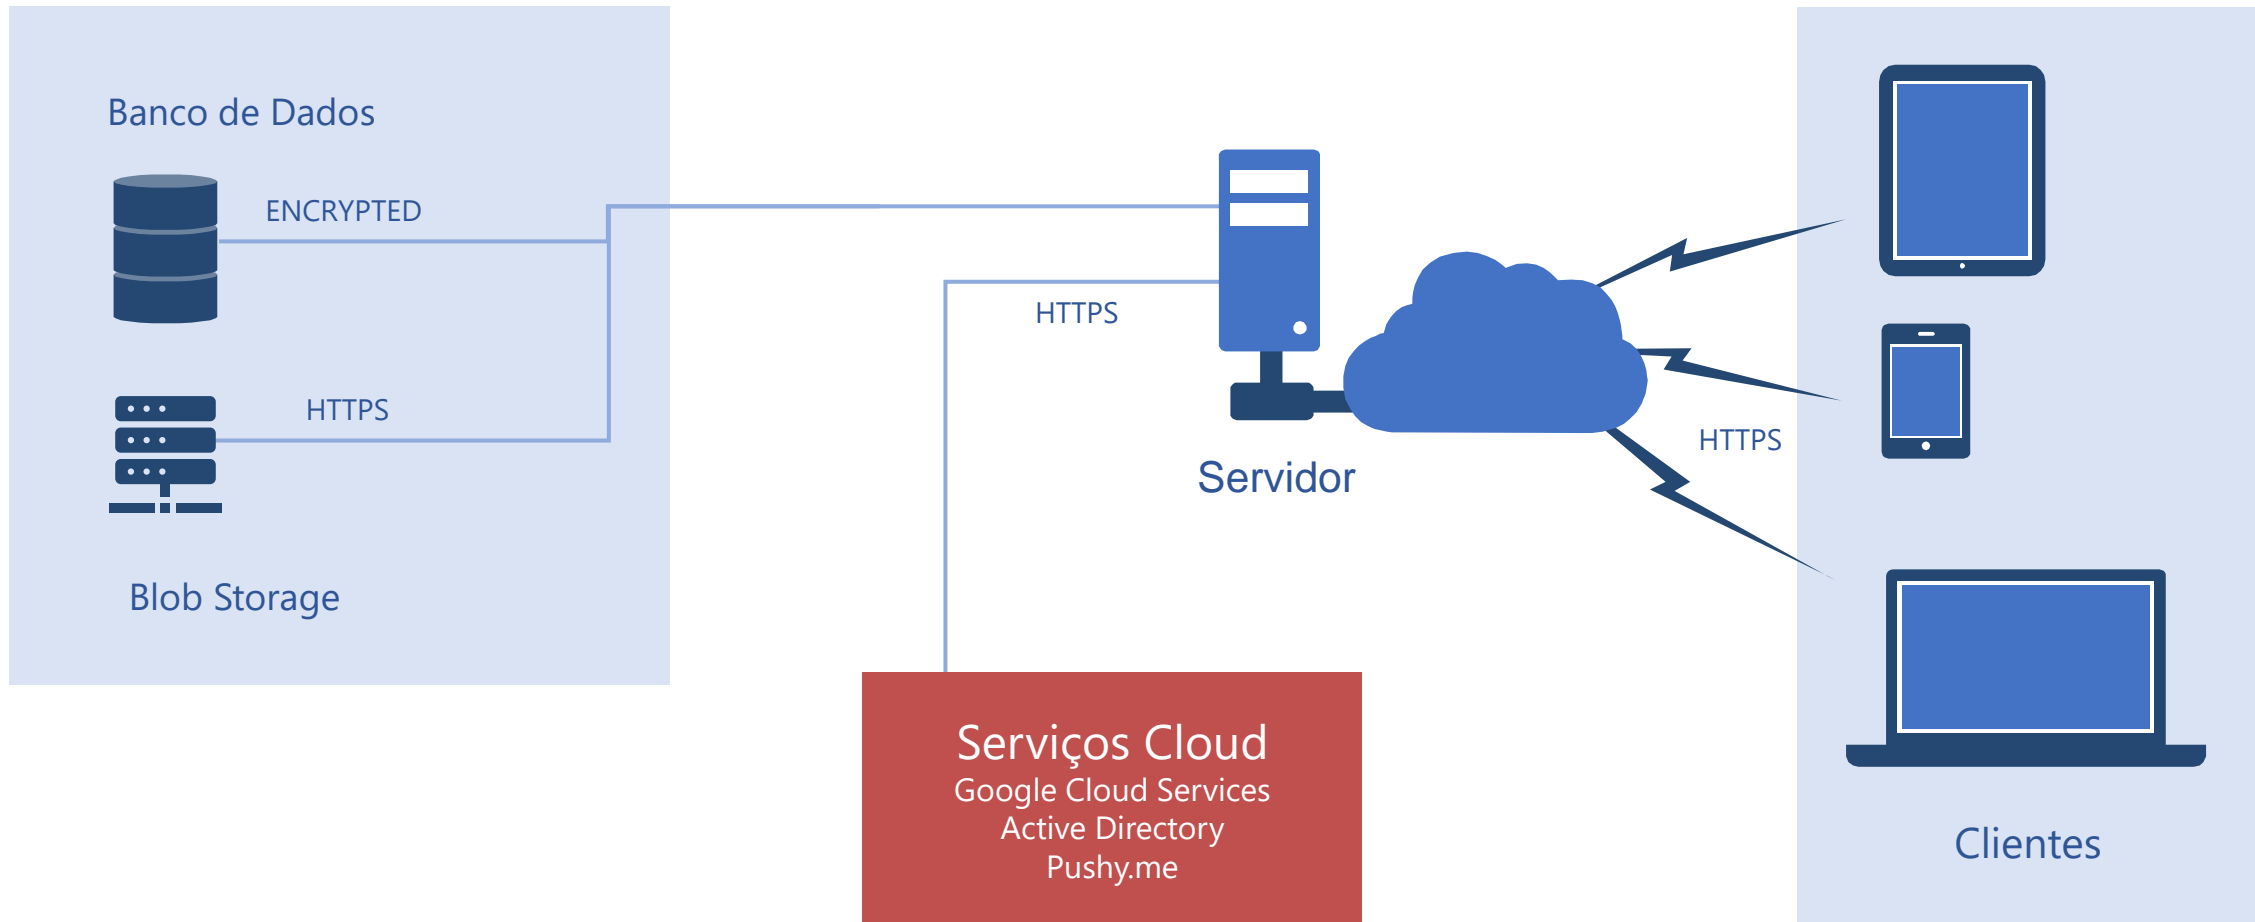 Banco de Dados
ENCRYPTED
HTTPS
Blob Storage
HTTPS
Servidor
HTTPS
Serviços Cloud
Google Cloud Services
Active Directory
Pushy.me
Clientes